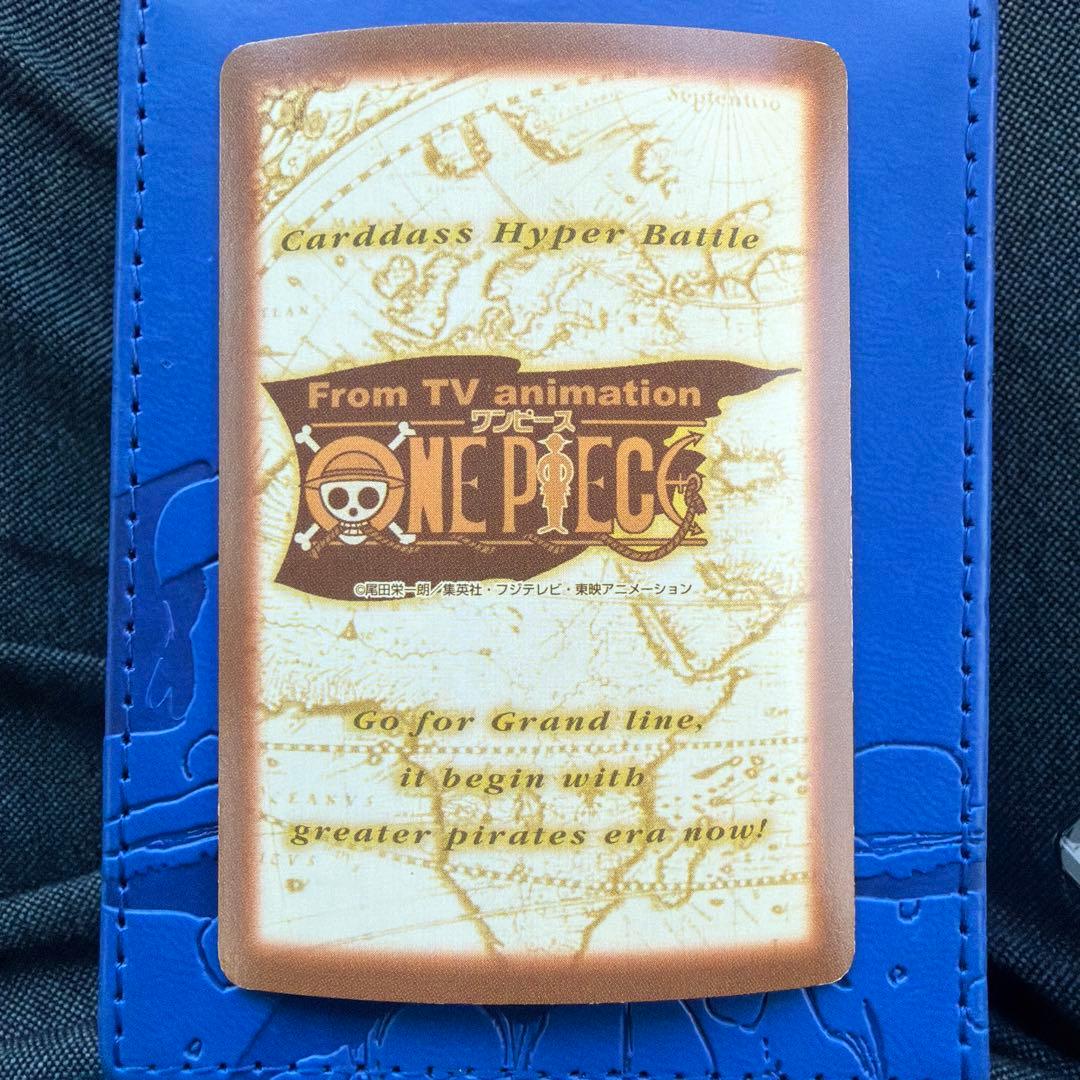 Septentrio
Carddass Hyper Battle
From TV animation
ワンピース
ONE PIECE
©尾田栄一郎／集英社・フジテレビ・東映アニメーション
Go for Grand line,
it begin with
greater pirates era now!